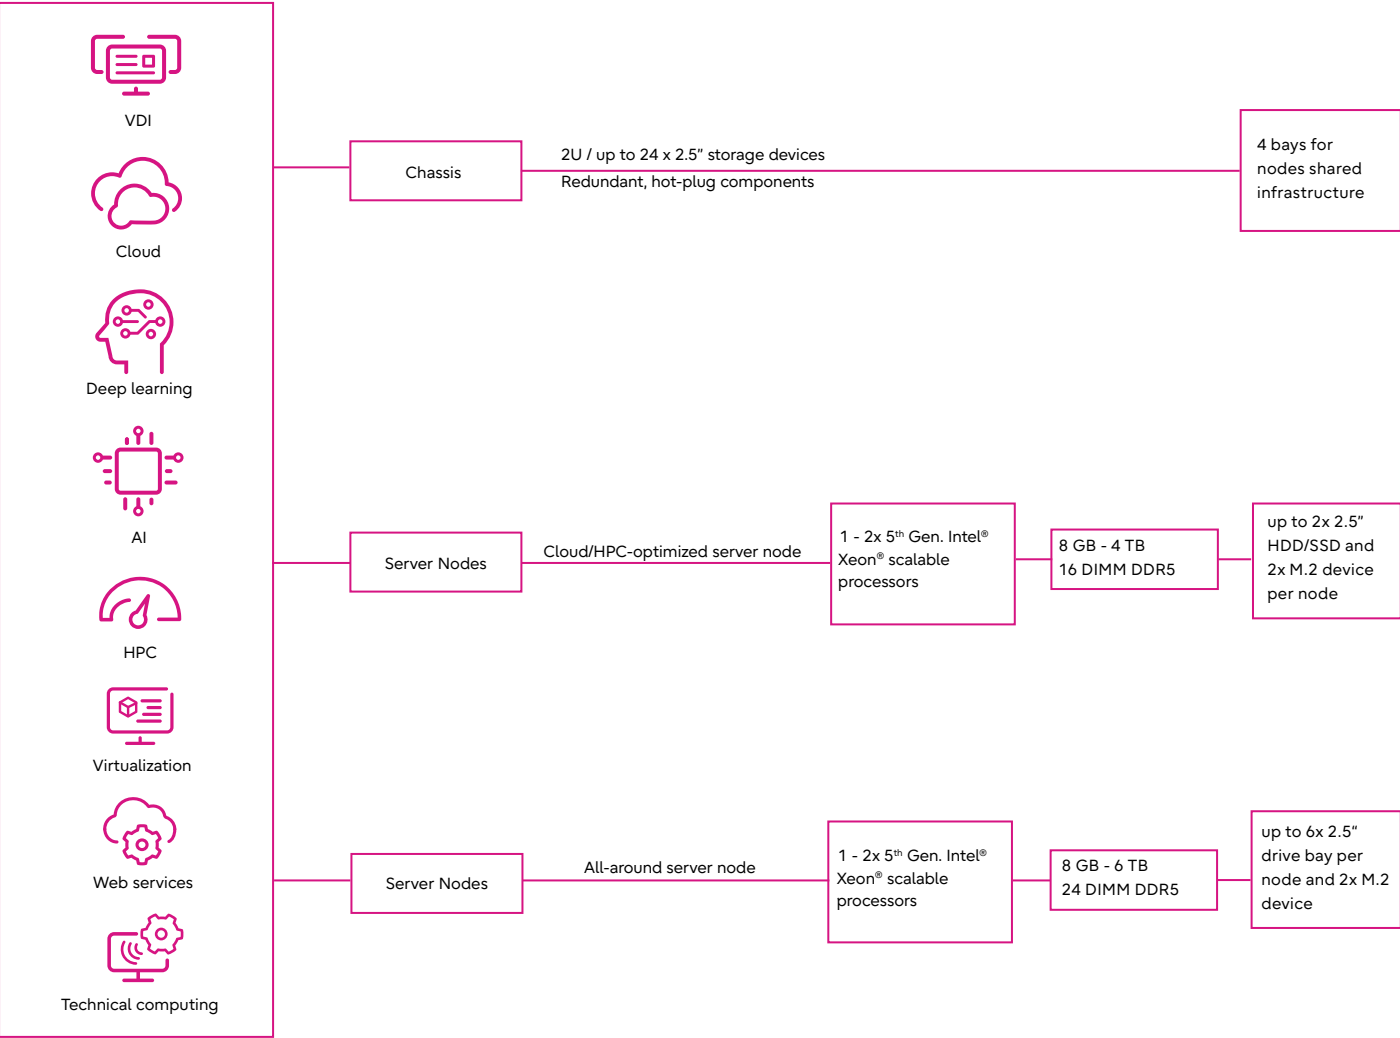 VDI
Cloud
Deep learning
AI
HPC
Virtualization
Web services
Technical computing
Chassis
2U / up to 24 x 2.5” storage devices
Redundant, hot-plug components
4 bays for
nodes shared
infrastructure
Server Nodes
Cloud/HPC-optimized server node
1 - 2x 5th Gen. Intel®
Xeon® scalable
processors
8 GB - 4 TB
16 DIMM DDR5
up to 2x 2.5”
HDD/SSD and
2x M.2 device
per node
Server Nodes
All-around server node
1 - 2x 5th Gen. Intel®
Xeon® scalable
processors
8 GB - 6 TB
24 DIMM DDR5
up to 6x 2.5“
drive bay per
node and 2x M.2
device